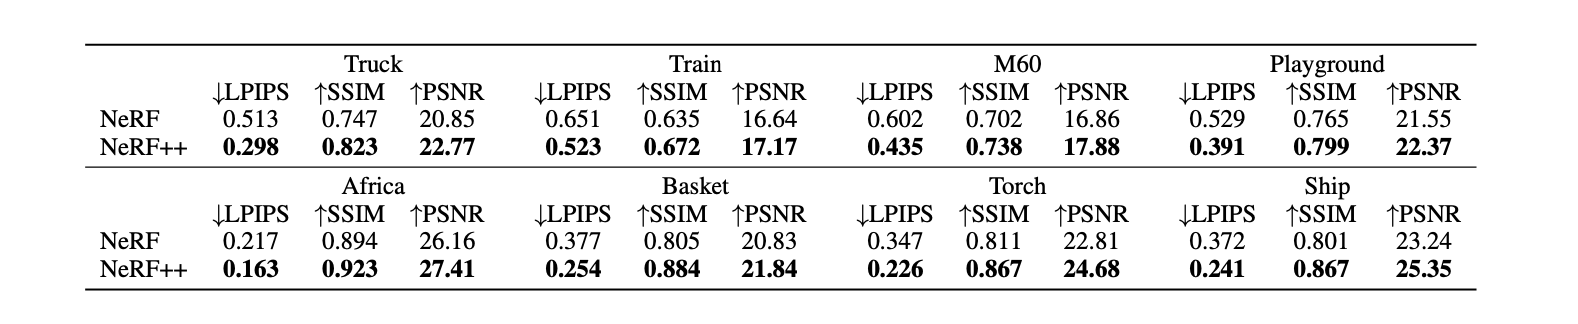 Truck Train M60 Playground
↓LPIPS ↑SSIM ↑PSNR ↓LPIPS ↑SSIM ↑PSNR ↓LPIPS ↑SSIM ↑PSNR ↓LPIPS ↑SSIM ↑PSNR
NeRF 0.513 0.747 20.85 0.651 0.635 16.64 0.602 0.702 16.86 0.529 0.765 21.55
NeRF++ 0.298 0.823 22.77 0.523 0.672 17.17 0.435 0.738 17.88 0.391 0.799 22.37
Africa Basket Torch Ship
↓LPIPS ↑SSIM ↑PSNR ↓LPIPS ↑SSIM ↑PSNR ↓LPIPS ↑SSIM ↑PSNR ↓LPIPS ↑SSIM ↑PSNR
NeRF 0.217 0.894 26.16 0.377 0.805 20.83 0.347 0.811 22.81 0.372 0.801 23.24
NeRF++ 0.163 0.923 27.41 0.254 0.884 21.84 0.226 0.867 24.68 0.241 0.867 25.35